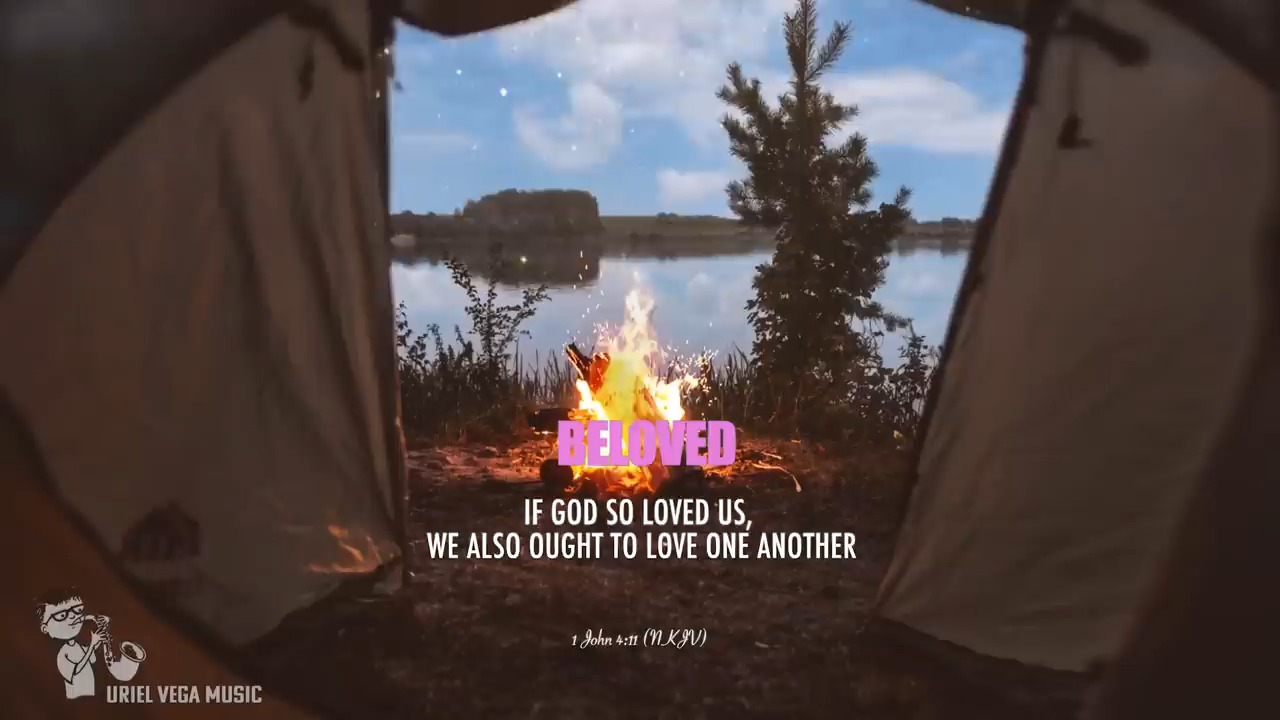 BELOVED
IF GOD SO LOVED US,
WE ALSO OUGHT TO LOVE ONE ANOTHER
1 John 4:11 (NKJV)
URIEL VEGA MUSIC